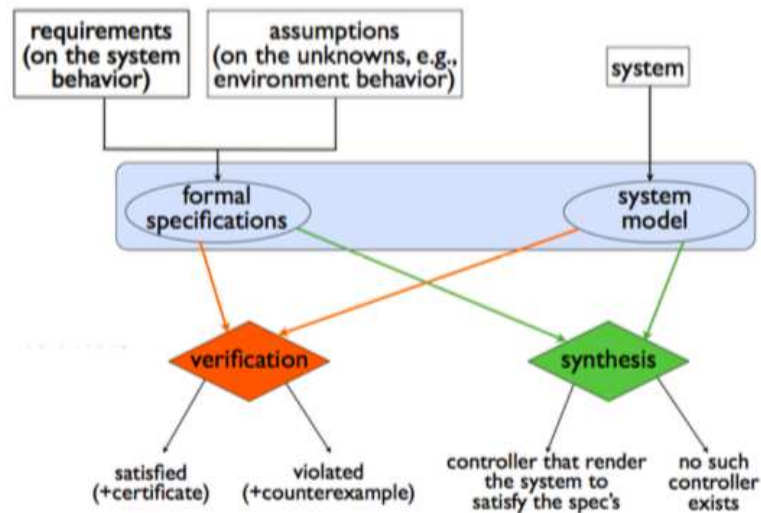 requirements
(on the system
behavior)
assumptions
(on the unknowns, e.g.,
environment behavior)
system
formal
specifications
system
model
verification
synthesis
satisfied
(+certificate)
violated
(+counterexample)
controller that render
the system to
satisfy the spec's
no such
controller
exists